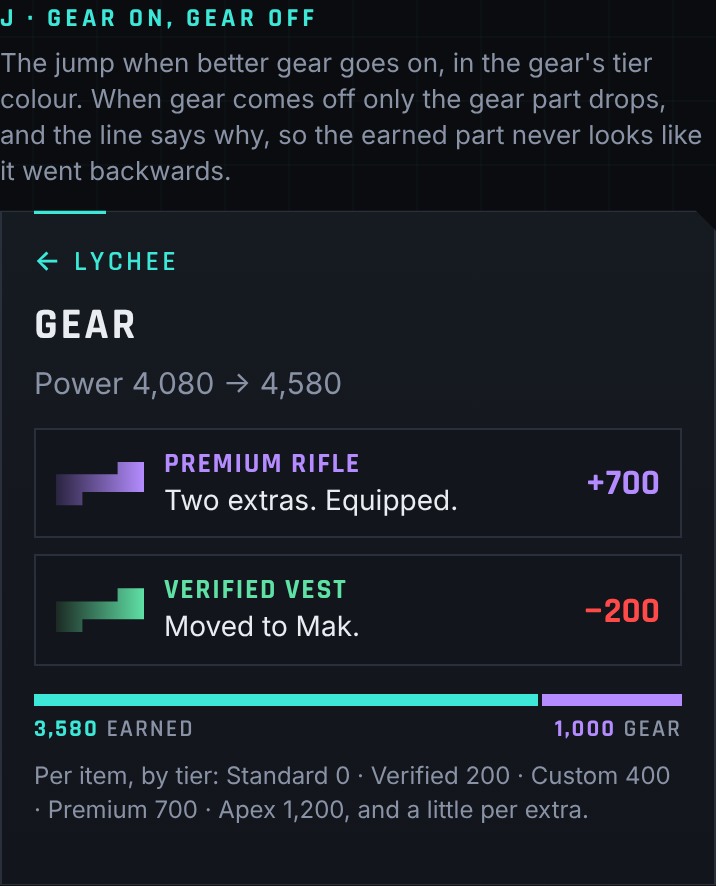 J · GEAR ON, GEAR OFF
The jump when better gear goes on, in the gear's tier
colour. When gear comes off only the gear part drops,
and the line says why, so the earned part never looks like
it went backwards.
← LYCHEE
GEAR
Power 4,080 → 4,580
PREMIUM RIFLE
Two extras. Equipped.
+700
VERIFIED VEST
Moved to Mak.
−200
3,580 EARNED
1,000 GEAR
Per item, by tier: Standard 0 · Verified 200 · Custom 400
· Premium 700 · Apex 1,200, and a little per extra.